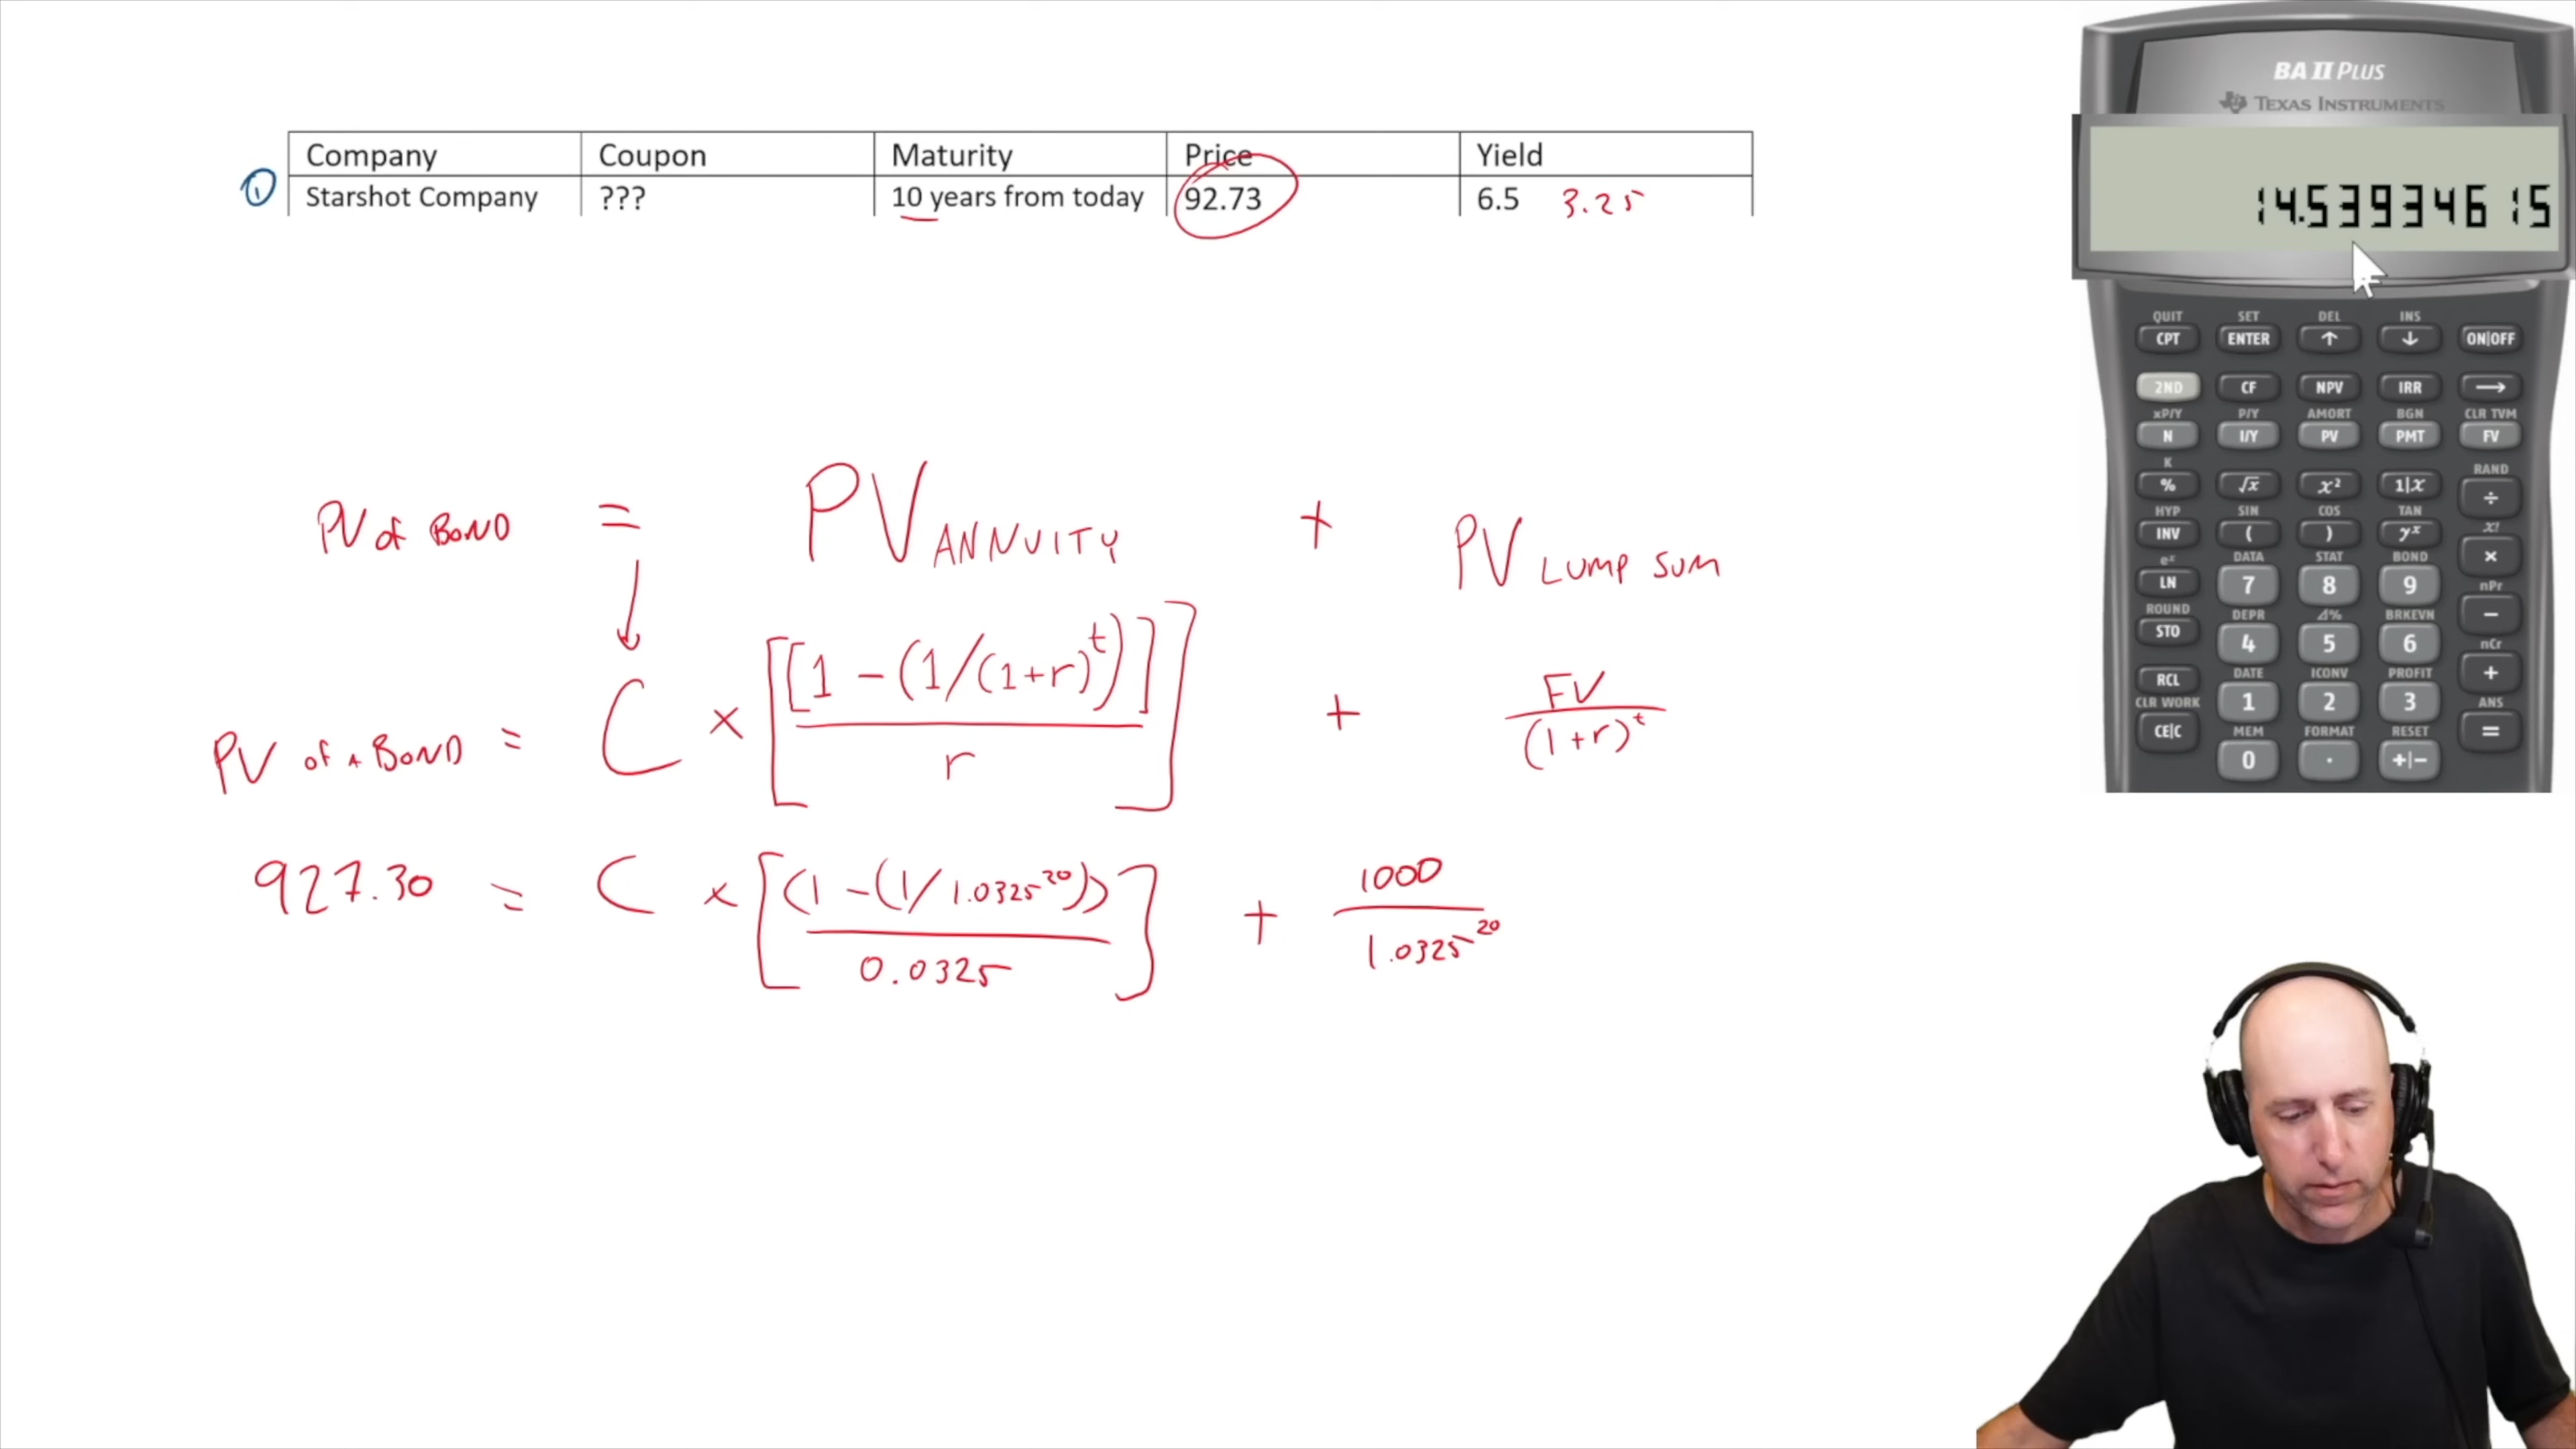 Company Coupon Maturity Price Yield
① Starshot Company ??? 10 years from today 92.73 6.5 3.25
PV of BOND = PV ANNUITY + PV LUMP SUM
PV of A BOND = C × [[1 - (1/(1+r)^t)]/r] + FV/(1+r)^t
927.30 = C × [(1 - (1/1.0325^20))/0.0325] + 1000/1.0325^20
BA II PLUS
TEXAS INSTRUMENTS
14.53934615
QUIT SET DEL INS
CPT ENTER ↑ ↓ ON|OFF
2ND CF NPV IRR →
xP/Y P/Y AMORT BGN CLR TVM
N I/Y PV PMT FV
K RAND
% √x x² 1|x ÷
HYP SIN COS TAN x!
INV ( ) yˣ ×
eˣ DATA STAT BOND nPr
LN 7 8 9 −
ROUND DEPR Δ% BRKEVN nCr
STO 4 5 6 +
DATE ICONV PROFIT
RCL 1 2 3
CLR WORK MEM FORMAT RESET ANS
CE|C 0 . +|− =